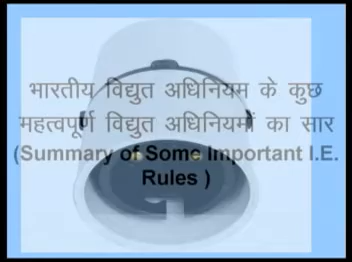 भारतीय विद्युत अधिनियम के कुछ
महत्वपूर्ण विद्युत अधिनियमों का सार
(Summary of Some Important I.E.
Rules )